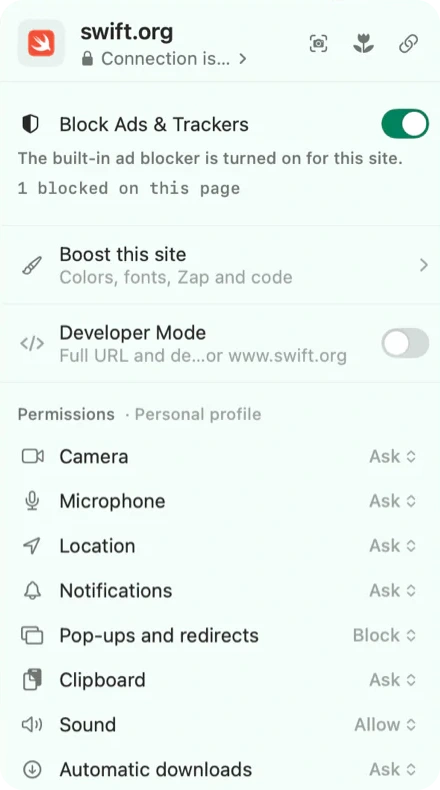 swift.org
Connection is...
Block Ads & Trackers
The built-in ad blocker is turned on for this site.
1 blocked on this page
Boost this site
Colors, fonts, Zap and code
Developer Mode
Full URL and de...or www.swift.org
Permissions · Personal profile
Camera Ask
Microphone Ask
Location Ask
Notifications Ask
Pop-ups and redirects Block
Clipboard Ask
Sound Allow
Automatic downloads Ask